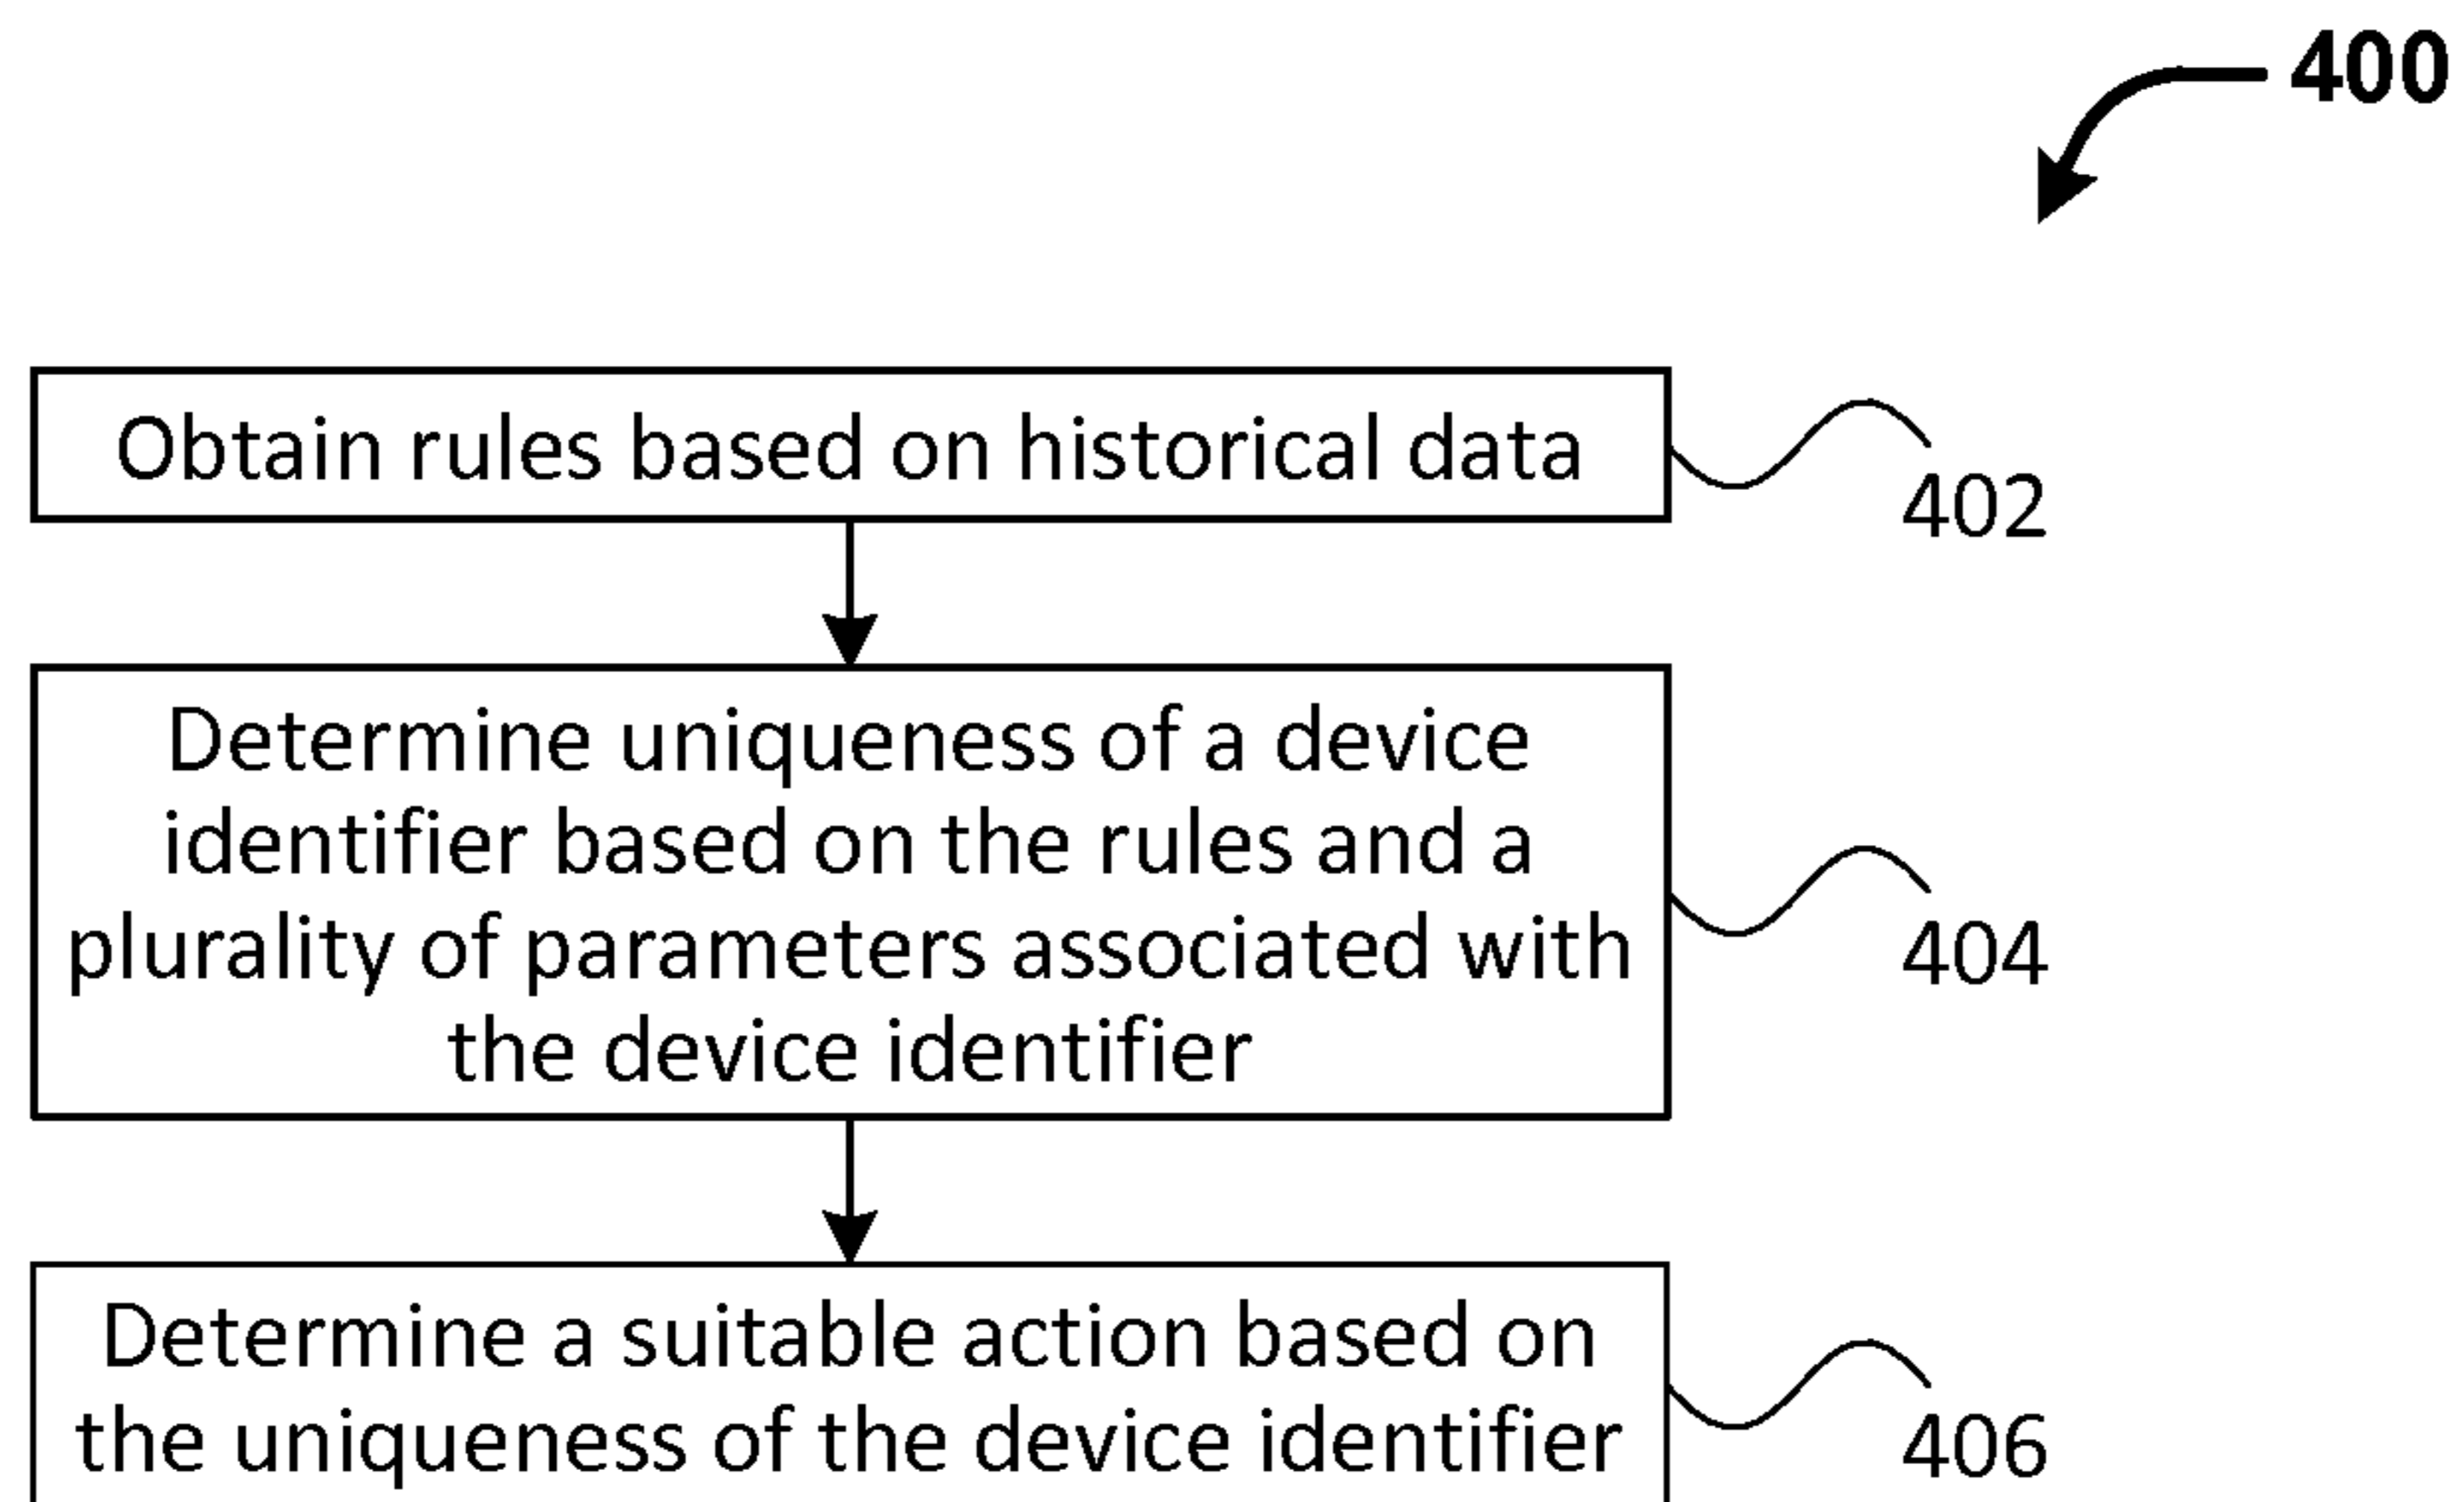 400
Obtain rules based on historical data
402
Determine uniqueness of a device
identifier based on the rules and a
plurality of parameters associated with
the device identifier
404
Determine a suitable action based on
the uniqueness of the device identifier
406